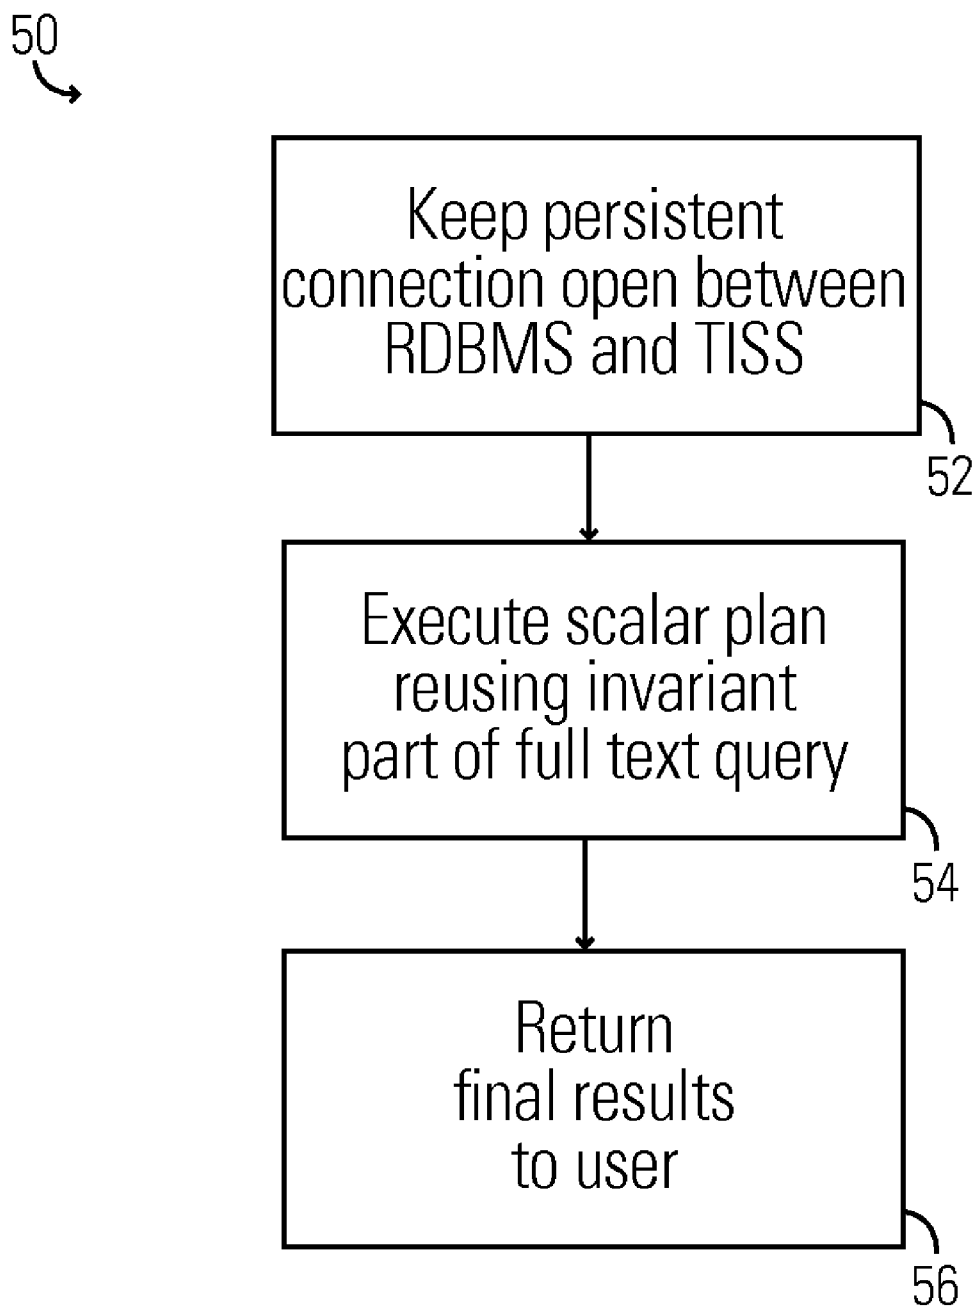 50
Keep persistent
connection open between
RDBMS and TISS
52
Execute scalar plan
reusing invariant
part of full text query
54
Return
final results
to user
56